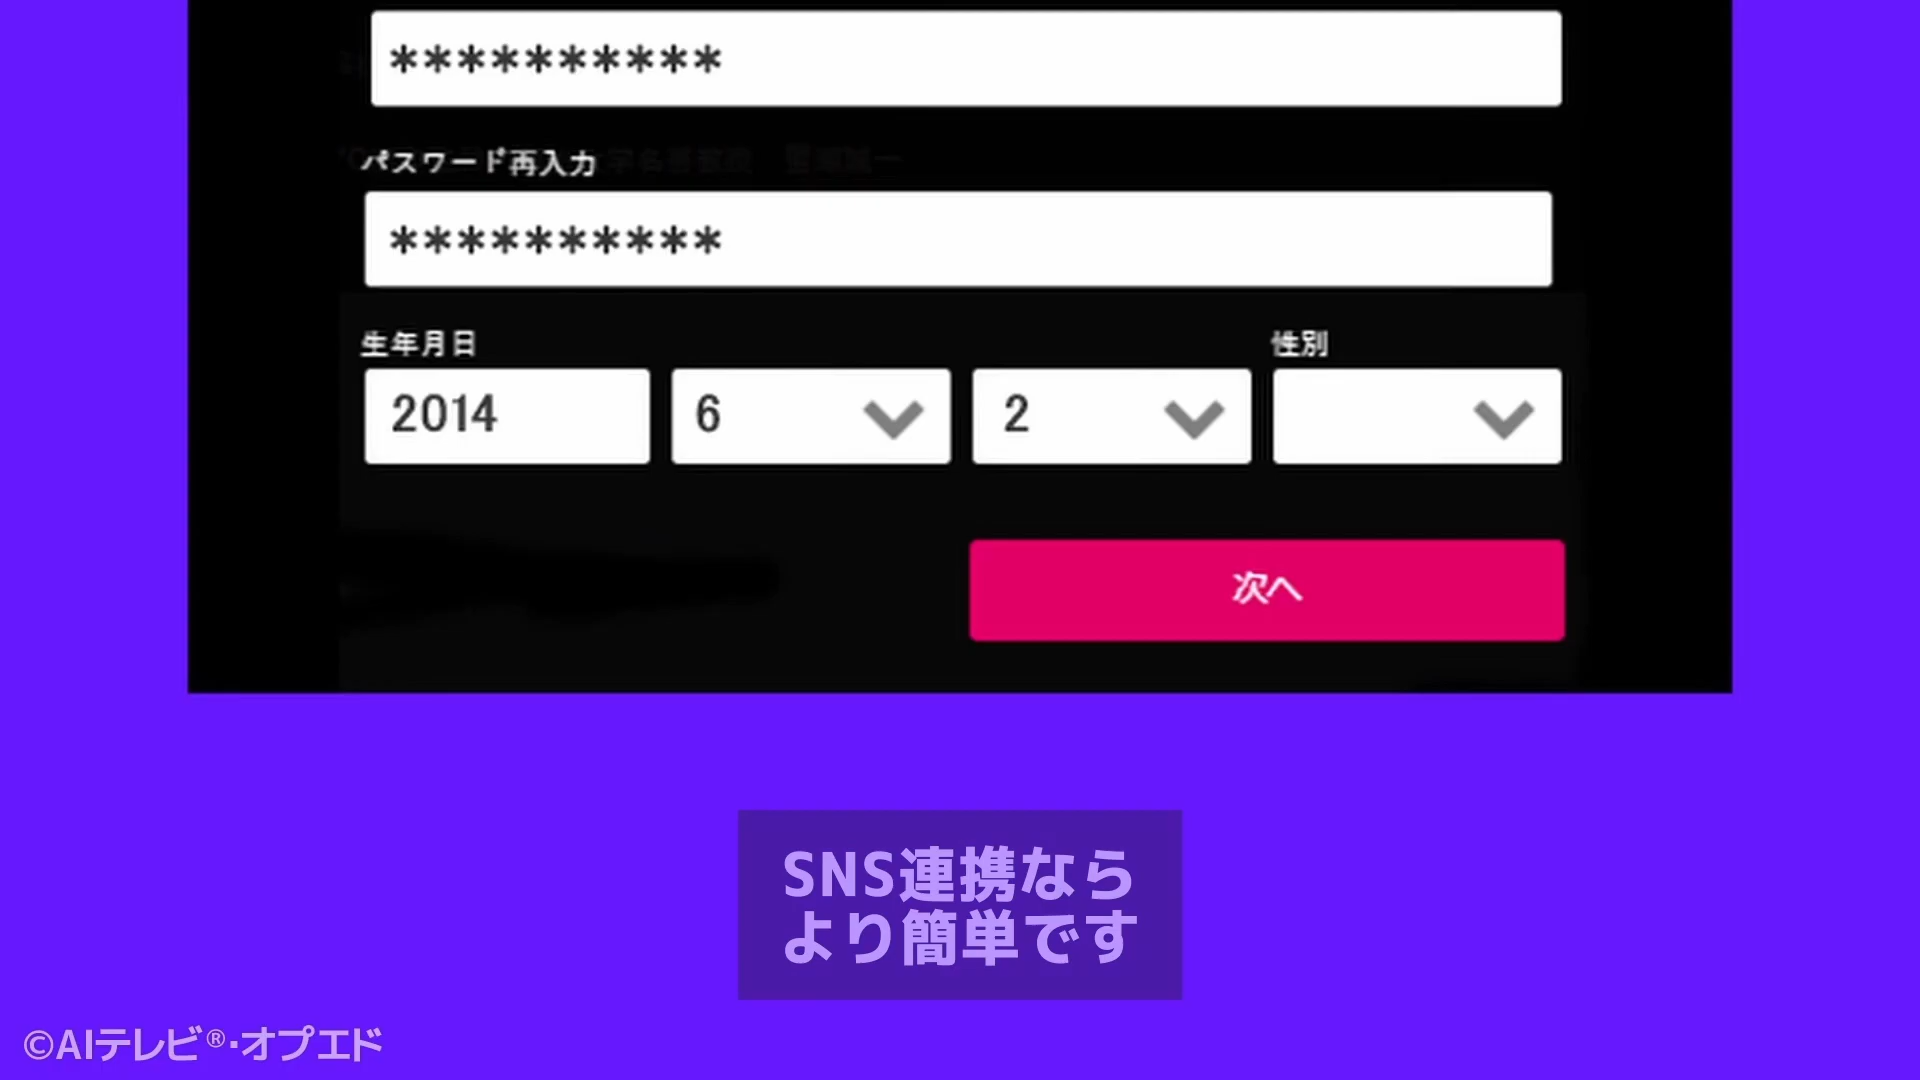 **********
パスワード再入力
**********
生年月日 性別
2014 6 2
次へ
SNS連携なら
より簡単です
©AIテレビ®・オプエド